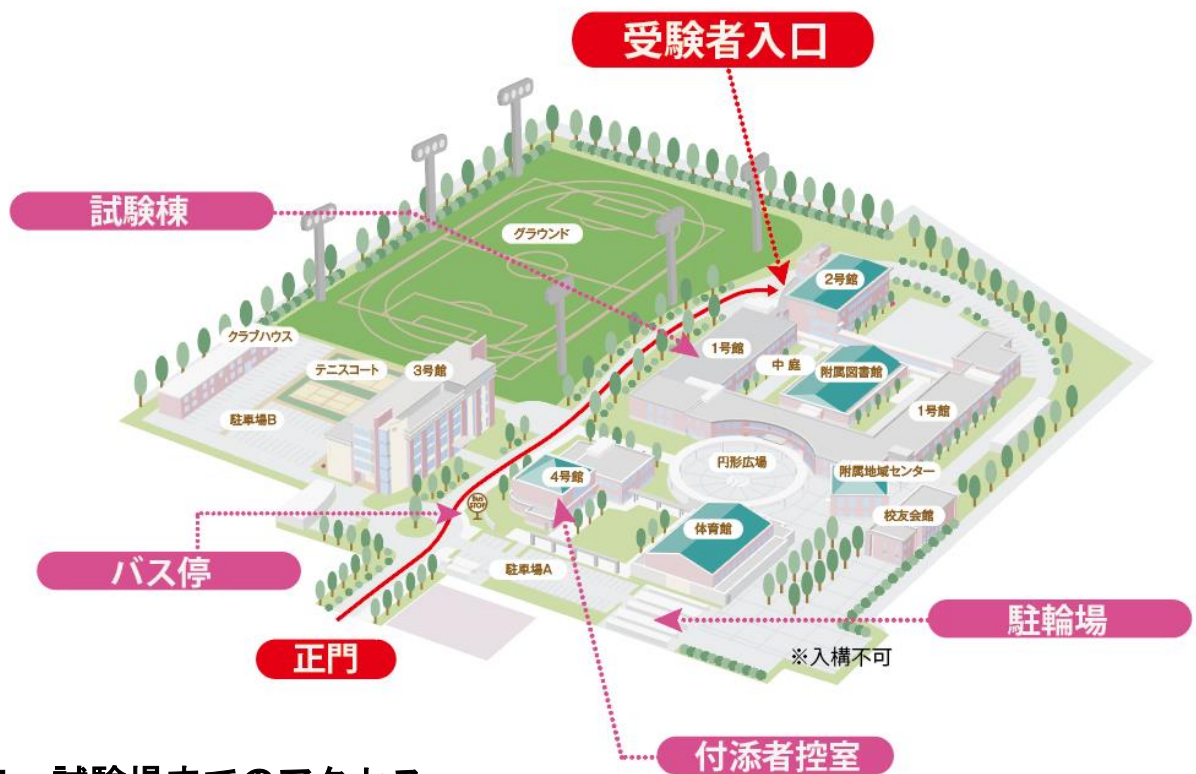 受験者入口
試験棟
グラウンド
2号館
クラブハウス
テニスコート
3号館
1号館
中庭
附属図書館
駐車場B
1号館
円形広場
附属地域センター
4号館
BUS
STOP
体育館
校友会館
バス停
駐車場A
駐輪場
正門
※入構不可
付添者控室